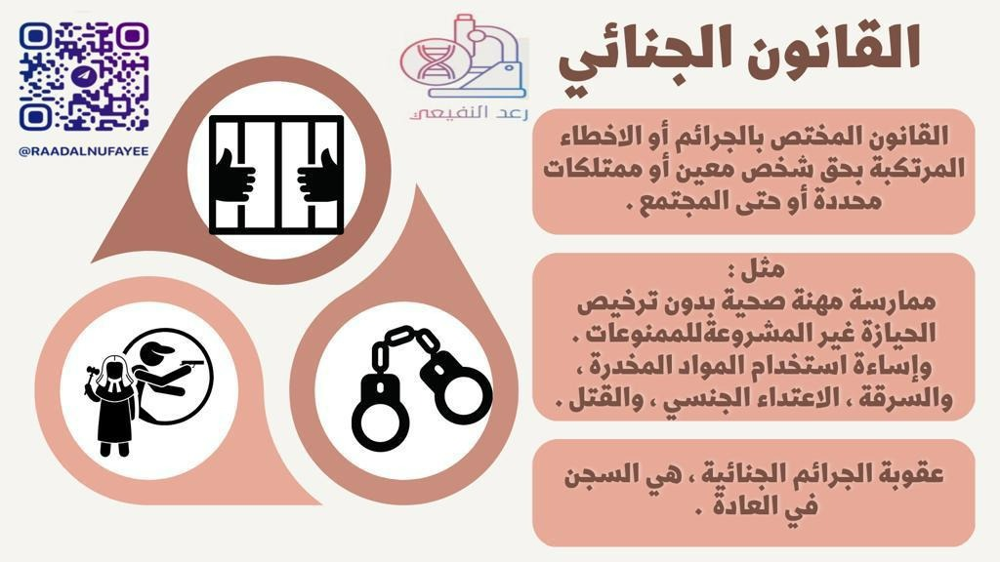 القانون الجنائي
رعد النفيعي
@RAADALNUFAYEE
القانون المختص بالجرائم أو الاخطاء
المرتكبة بحق شخص معين أو ممتلكات
محددة أو حتى المجتمع .
مثل :
ممارسة مهنة صحية بدون ترخيص
الحيازة غير المشروعةللممنوعات .
وإساءة استخدام المواد المخدرة ،
والسرقة ، الاعتداء الجنسي ، والقتل .
عقوبة الجرائم الجنائية ، هي السجن
في العادة .